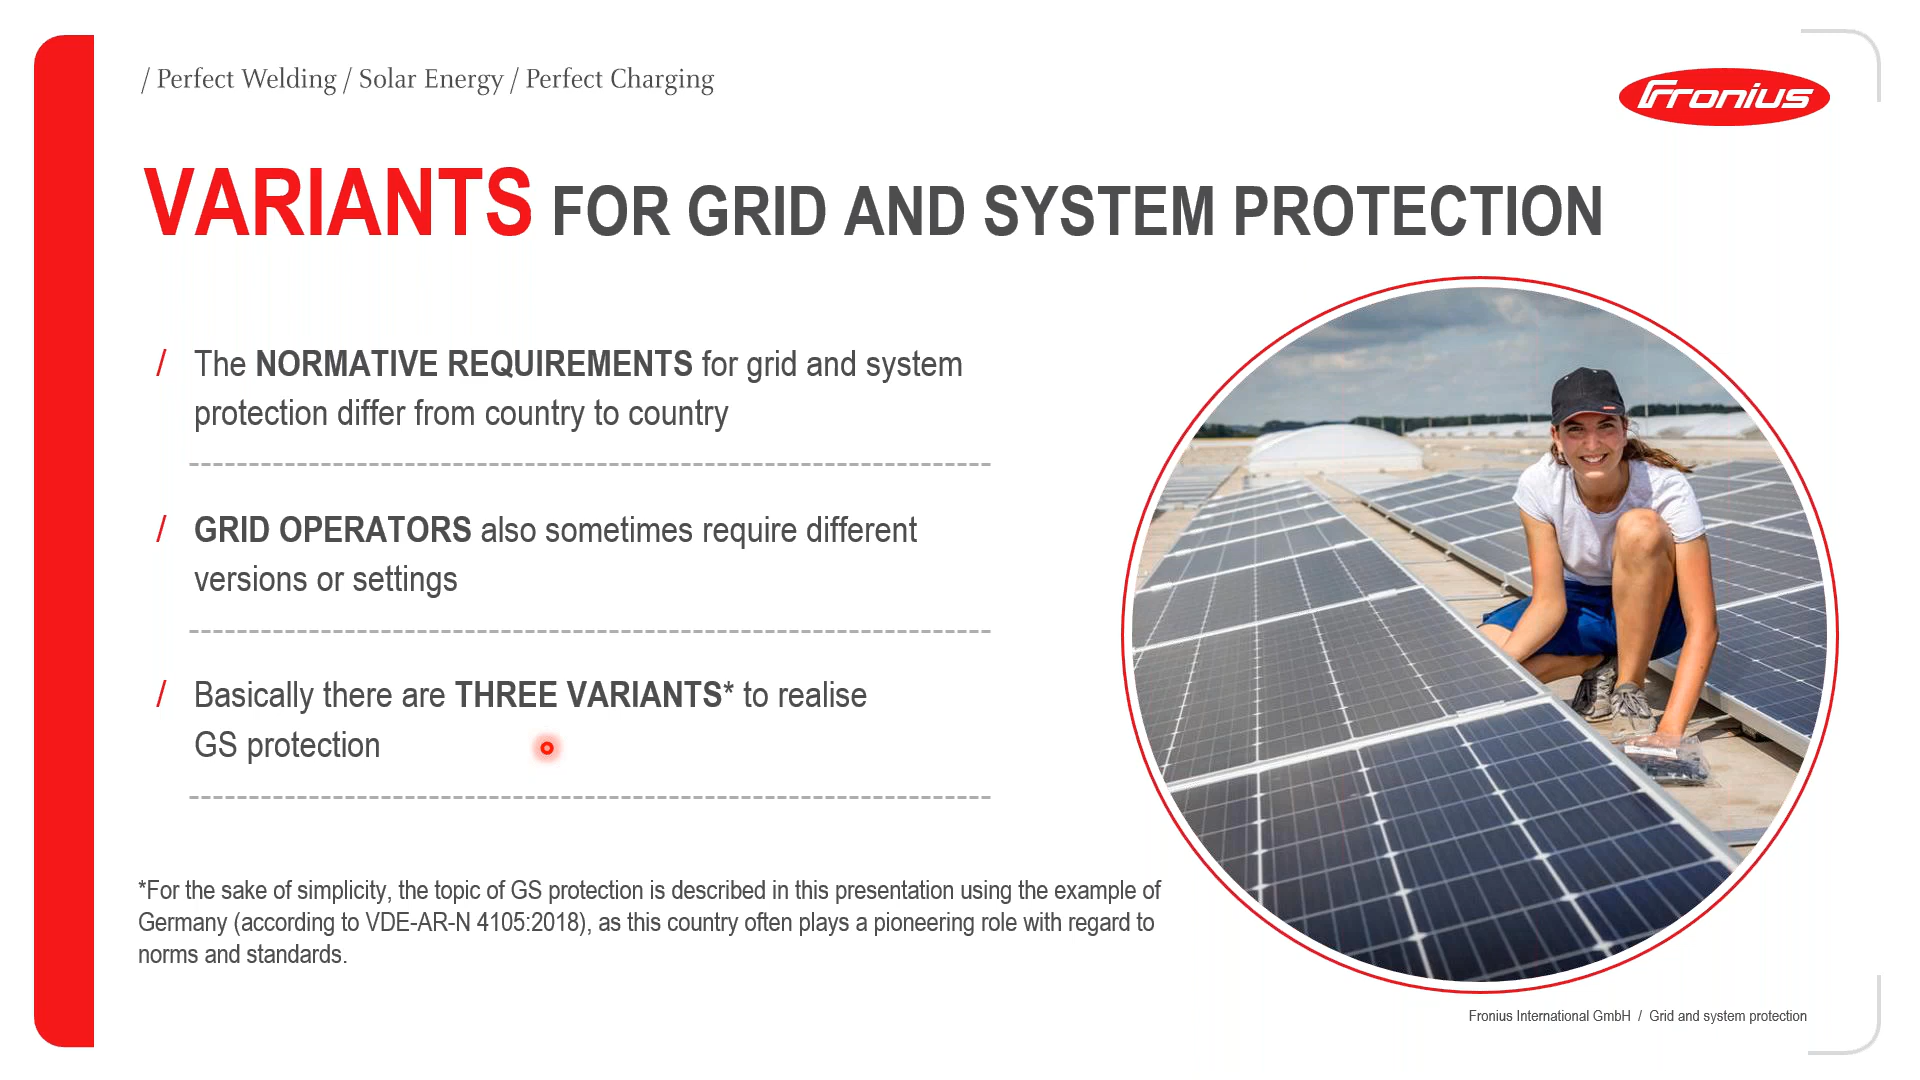 / Perfect Welding / Solar Energy / Perfect Charging
Fronius
VARIANTS FOR GRID AND SYSTEM PROTECTION
/ The NORMATIVE REQUIREMENTS for grid and system
protection differ from country to country
/ GRID OPERATORS also sometimes require different
versions or settings
/ Basically there are THREE VARIANTS* to realise
GS protection
*For the sake of simplicity, the topic of GS protection is described in this presentation using the example of
Germany (according to VDE-AR-N 4105:2018), as this country often plays a pioneering role with regard to
norms and standards.
Fronius International GmbH / Grid and system protection